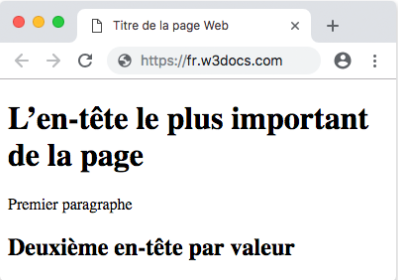 Titre de la page Web
https://fr.w3docs.com
L’en-tête le plus important
de la page
Premier paragraphe
Deuxième en-tête par valeur